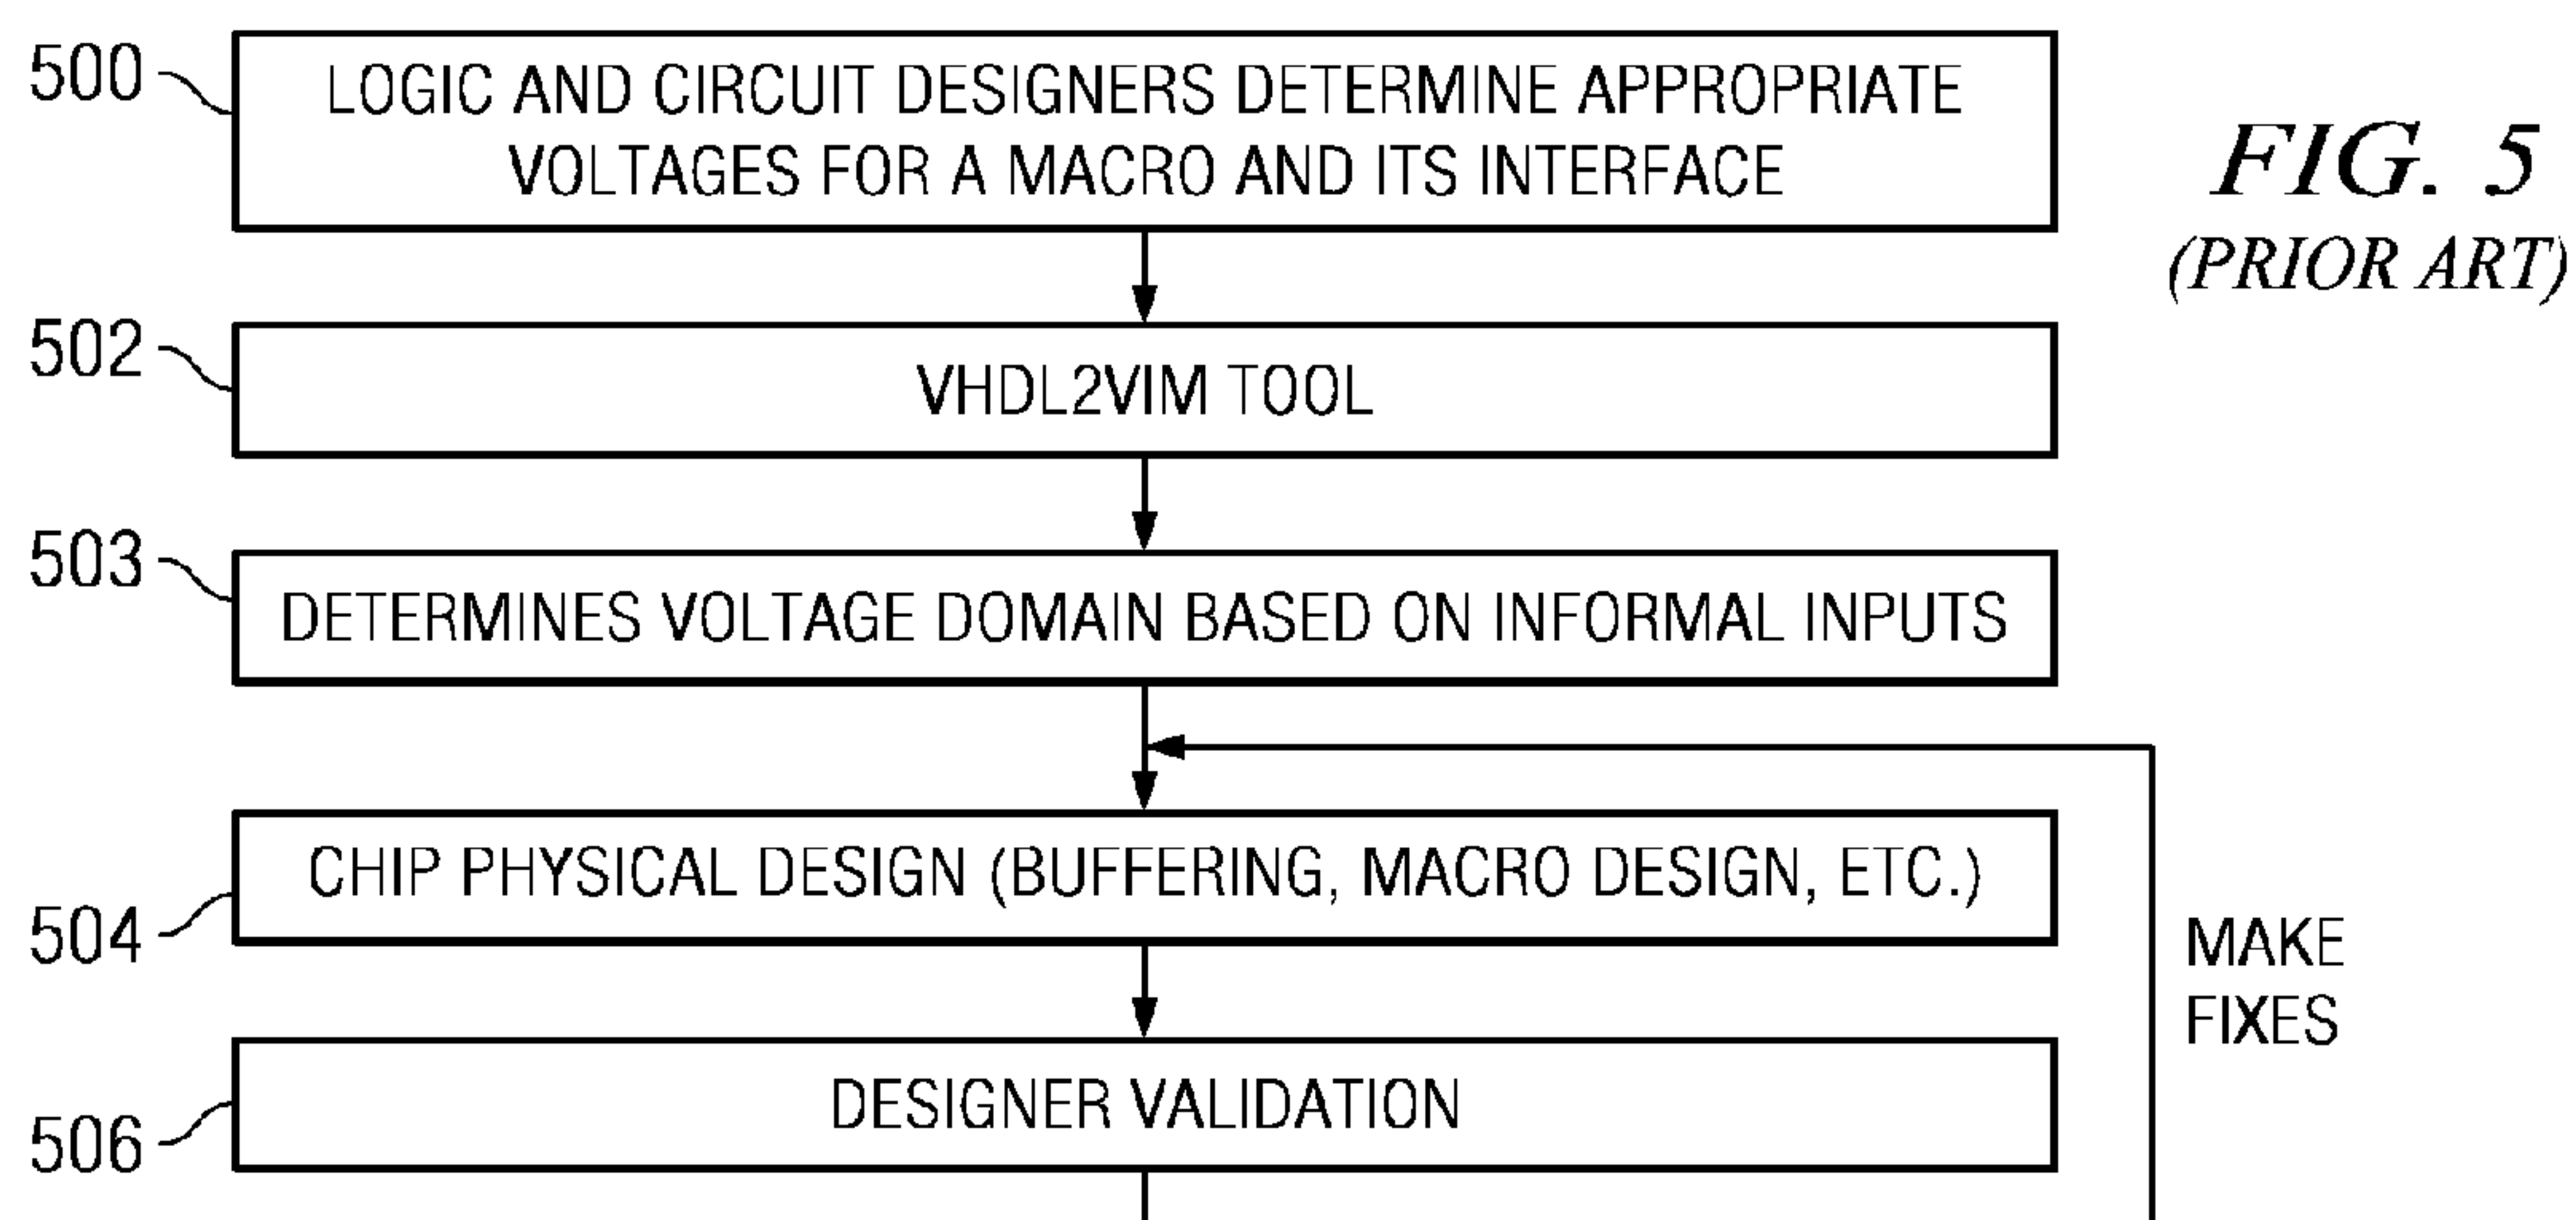 500
LOGIC AND CIRCUIT DESIGNERS DETERMINE APPROPRIATE
VOLTAGES FOR A MACRO AND ITS INTERFACE
FIG. 5
(PRIOR ART)
502
VHDL2VIM TOOL
503
DETERMINES VOLTAGE DOMAIN BASED ON INFORMAL INPUTS
CHIP PHYSICAL DESIGN (BUFFERING, MACRO DESIGN, ETC.)
504
MAKE
FIXES
DESIGNER VALIDATION
506